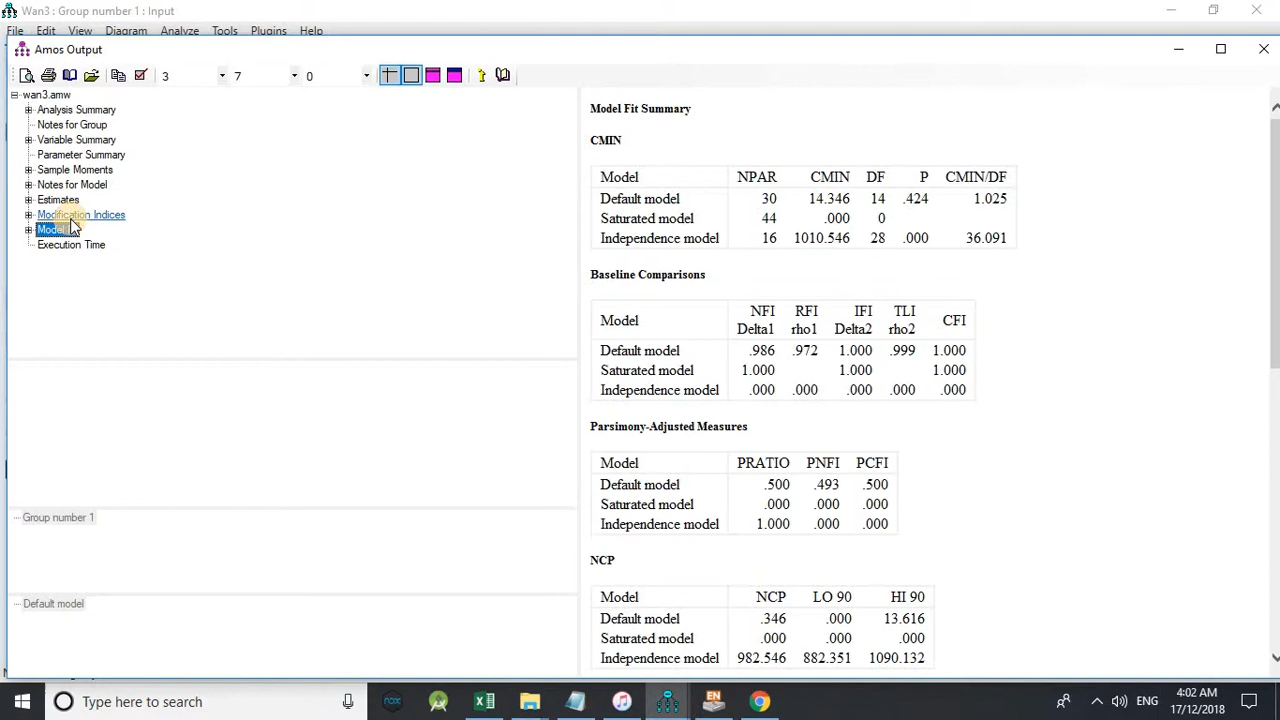 Wan3 : Group number 1 : Input
File Edit View Diagram Analyze Tools Plugins Help
Amos Output
3 7 0
wan3.amw
Analysis Summary
Notes for Group
Variable Summary
Parameter Summary
Sample Moments
Notes for Model
Estimates
Modification Indices
Model
Execution Time
Group number 1
Default model
Model Fit Summary
CMIN
Model NPAR CMIN DF P CMIN/DF
Default model 30 14.346 14 .424 1.025
Saturated model 44 .000 0
Independence model 16 1010.546 28 .000 36.091
Baseline Comparisons
Model NFI Delta1 RFI rho1 IFI Delta2 TLI rho2 CFI
Default model .986 .972 1.000 .999 1.000
Saturated model 1.000 1.000 1.000
Independence model .000 .000 .000 .000 .000
Parsimony-Adjusted Measures
Model PRATIO PNFI PCFI
Default model .500 .493 .500
Saturated model .000 .000 .000
Independence model 1.000 .000 .000
NCP
Model NCP LO 90 HI 90
Default model .346 .000 13.616
Saturated model .000 .000 .000
Independence model 982.546 882.351 1090.132
Type here to search
nox
EN
ENG
4:02 AM
17/12/2018